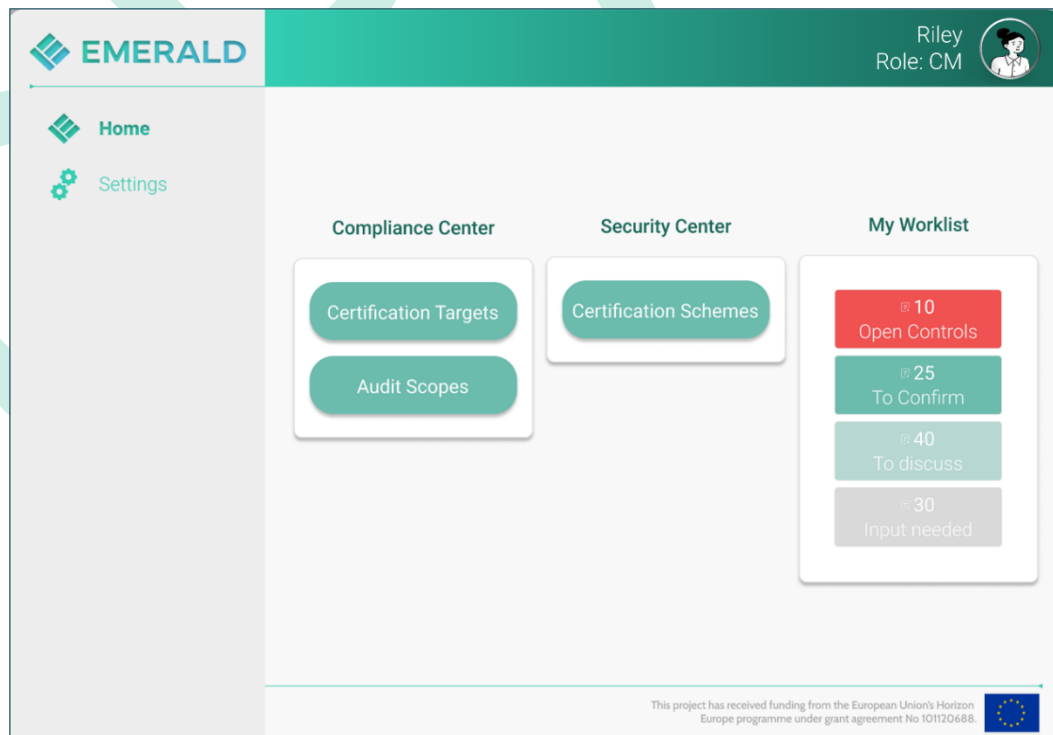 EMERALD
Riley
Role: CM
Home
Settings
Compliance Center
Certification Targets
Audit Scopes
Security Center
Certification Schemes
My Worklist
10
Open Controls
25
To Confirm
40
To discuss
30
Input needed
This project has received funding from the European Union's Horizon
Europe programme under grant agreement No 101120688.